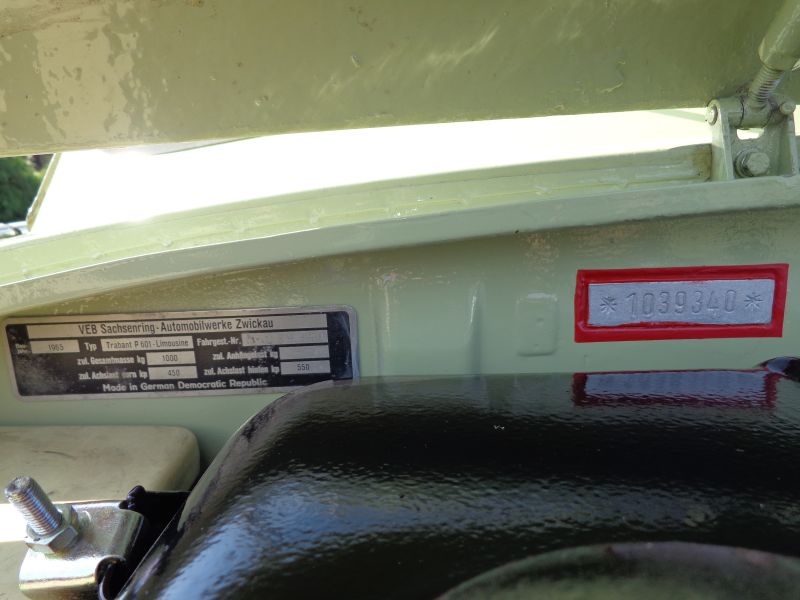 VEB Sachsenring-Automobilwerke Zwickau
1965 Typ Trabant P 601-Limousine Fahrgest.-Nr.
zul. Gesamtmasse kg 1000 zul. Anhängelast kg
zul. Achslast vorn kp 450 zul. Achslast hinten kp 550
Made in German Democratic Republic
* 1039340 *